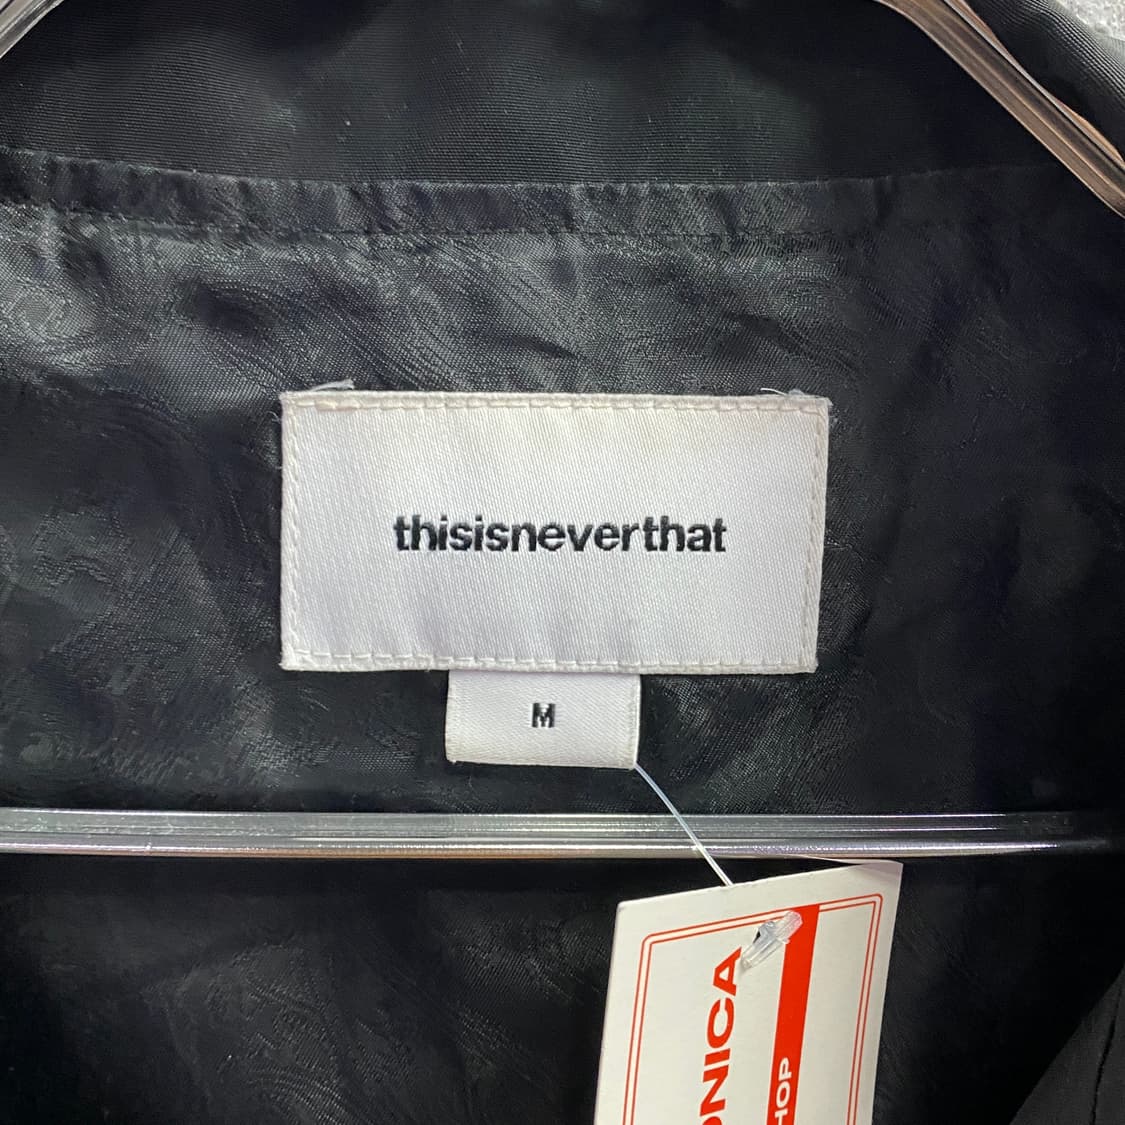 thisisneverthat
M
ONICA
HOP